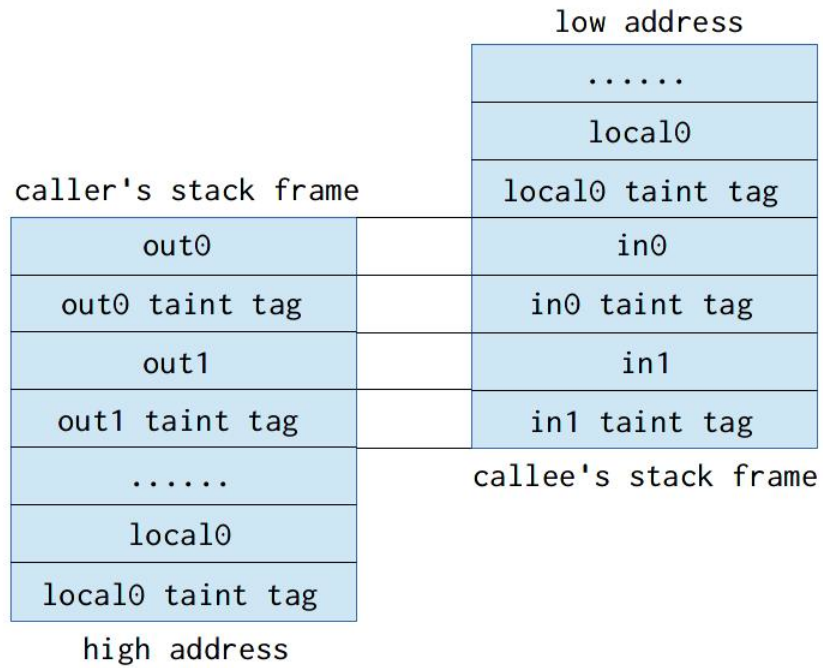 low address
......
local0
local0 taint tag
in0
in0 taint tag
in1
in1 taint tag
callee's stack frame
caller's stack frame
out0
out0 taint tag
out1
out1 taint tag
......
local0
local0 taint tag
high address